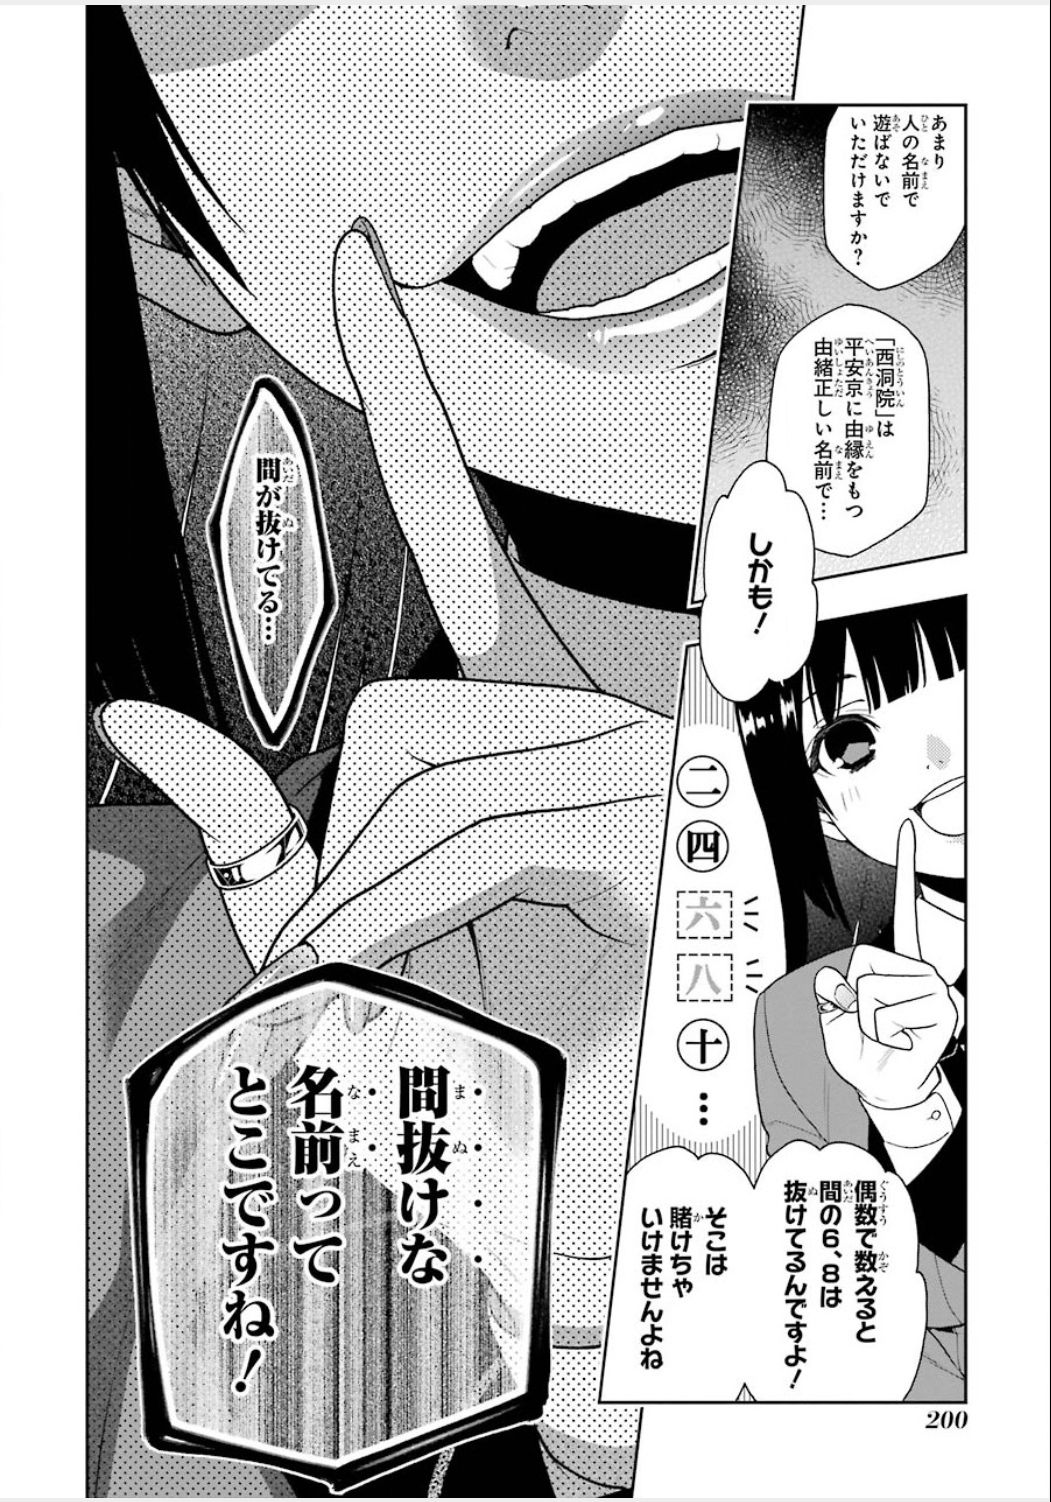 あまり
人の名前で
遊ばないで
いただけますか?
「西洞院」は
平安京に由縁をもつ
由緒正しい名前で…
しかも!
二
四
六
八
十
…
偶数で数えると
間の6、8は
抜けてるんですよ!
そこは
賭けちゃ
いけませんよね
間が抜けてる…
間抜けな
名前って
とこですね!
200